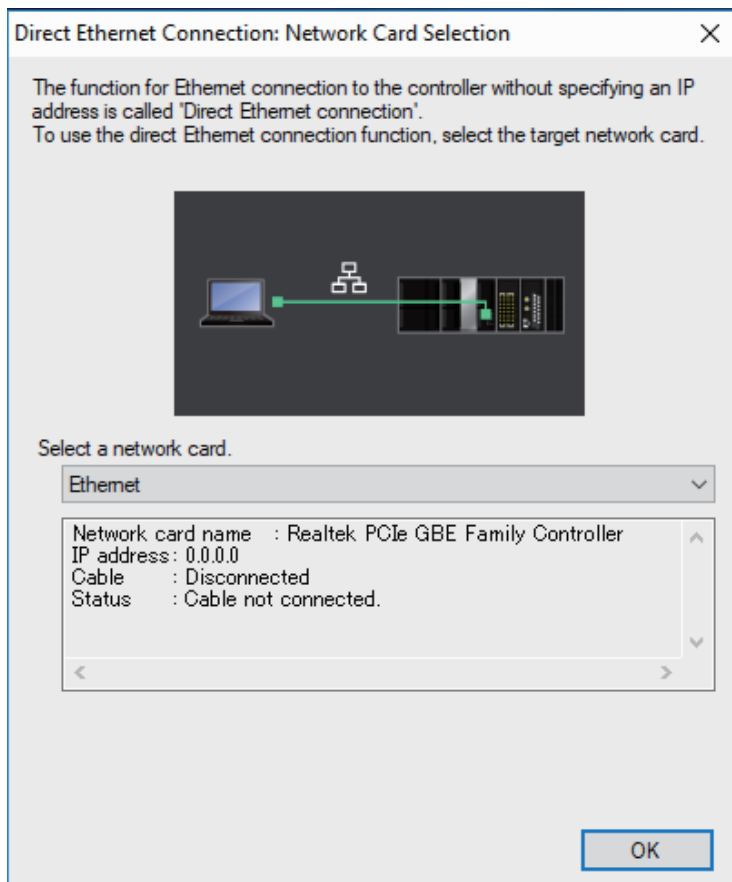 Direct Ethernet Connection: Network Card Selection
The function for Ethernet connection to the controller without specifying an IP
address is called 'Direct Ethernet connection'.
To use the direct Ethernet connection function, select the target network card.
Select a network card.
Ethernet
Network card name : Realtek PCIe GBE Family Controller
IP address: 0.0.0.0
Cable : Disconnected
Status : Cable not connected.
OK